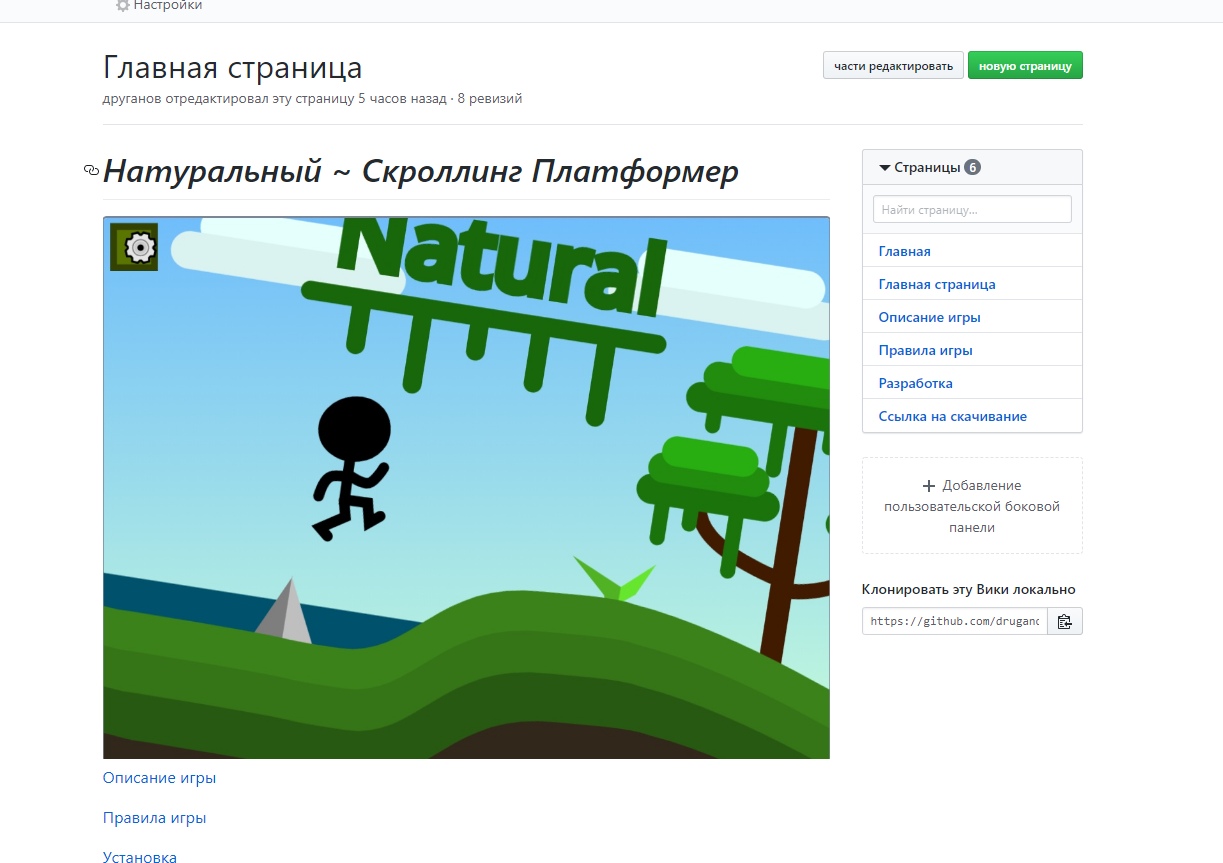 Настройки
Главная страница
части редактировать
новую страницу
друганов отредактировал эту страницу 5 часов назад · 8 ревизий
Натуральный ~ Скроллинг Платформер
Natural
Описание игры
Правила игры
Установка
Страницы 6
Найти страницу...
Главная
Главная страница
Описание игры
Правила игры
Разработка
Ссылка на скачивание
+ Добавление
пользовательской боковой
панели
Клонировать эту Вики локально
https://github.com/druganc